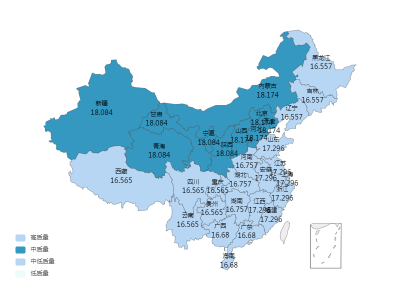 黑龙江
16.557
内蒙古
18.174
吉林
16.557
新疆
18.084
辽宁
16.557
甘肃
18.084
北京
18.174
天津
18.174
河北
18.174
山西
18.174
宁夏
18.084
山东
17.296
陕西
18.084
青海
18.084
河南
16.757
江苏
17.296
西藏
16.565
安徽
17.296
上海
17.296
湖北
16.757
四川
16.565
重庆
16.565
浙江
17.296
湖南
16.757
江西
17.296
贵州
16.565
福建
17.296
云南
16.565
广西
16.68
广东
16.68
海南
16.68
高质量
中质量
中低质量
低质量